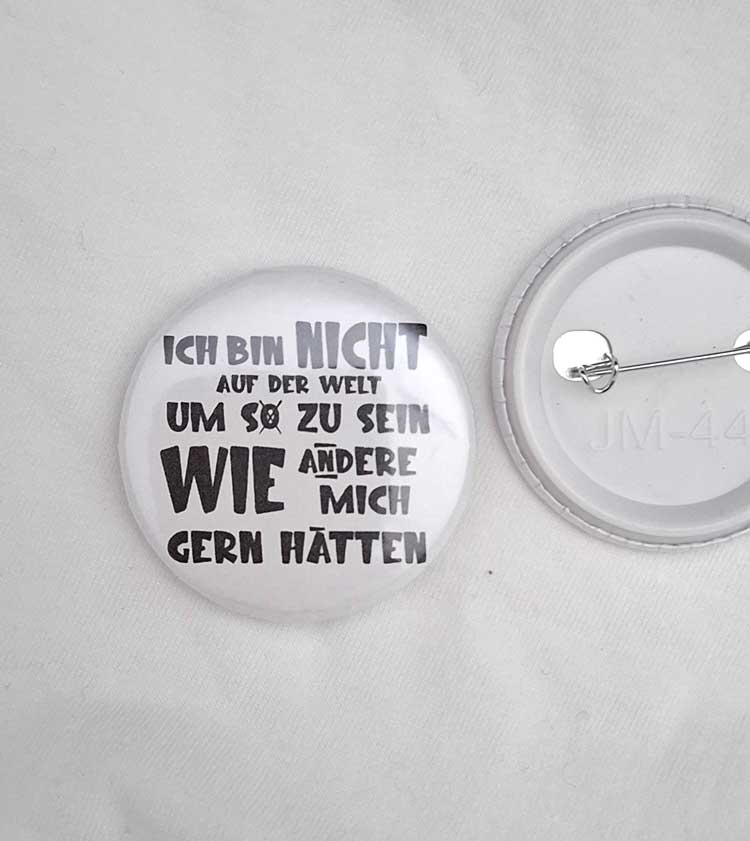 ICH BIN NICHT
AUF DER WELT
UM SO ZU SEIN
WIE ANDERE
MICH
GERN HÄTTEN
JM-44